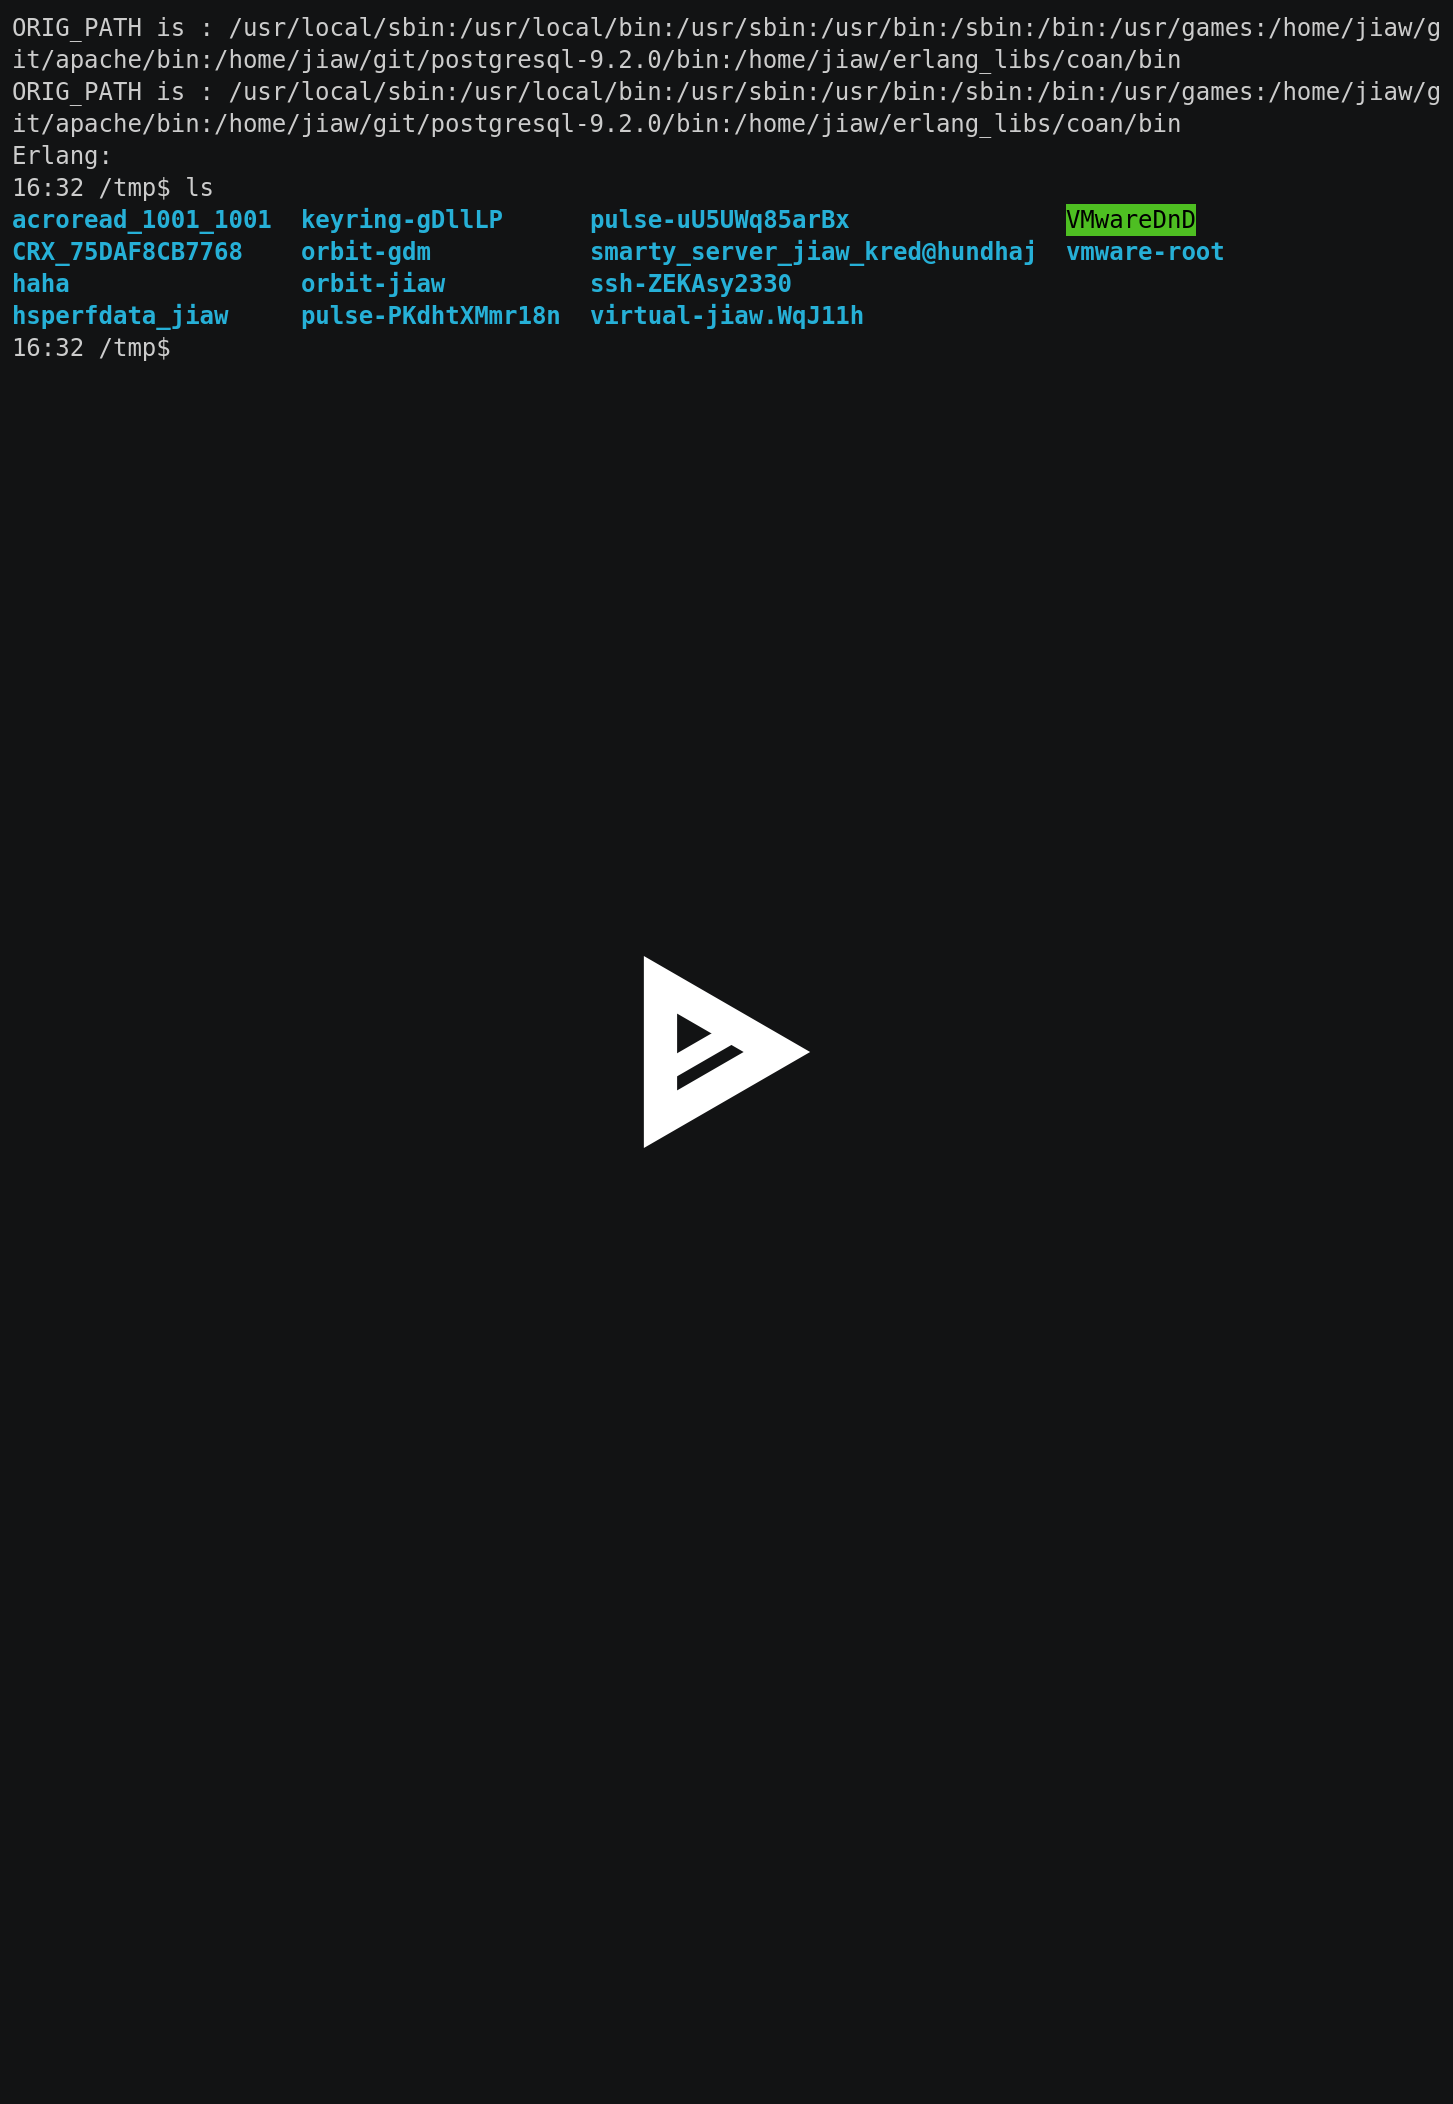 ORIG_PATH is : /usr/local/sbin:/usr/local/bin:/usr/sbin:/usr/bin:/sbin:/bin:/usr/games:/home/jiaw/g
it/apache/bin:/home/jiaw/git/postgresql-9.2.0/bin:/home/jiaw/erlang_libs/coan/bin
ORIG_PATH is : /usr/local/sbin:/usr/local/bin:/usr/sbin:/usr/bin:/sbin:/bin:/usr/games:/home/jiaw/g
it/apache/bin:/home/jiaw/git/postgresql-9.2.0/bin:/home/jiaw/erlang_libs/coan/bin
Erlang:
16:32 /tmp$ ls
acroread_1001_1001  keyring-gDllLP      pulse-uU5UWq85arBx               VMwareDnD
CRX_75DAF8CB7768    orbit-gdm           smarty_server_jiaw_kred@hundhaj  vmware-root
haha                orbit-jiaw          ssh-ZEKAsy2330
hsperfdata_jiaw     pulse-PKdhtXMmr18n  virtual-jiaw.WqJ11h
16:32 /tmp$